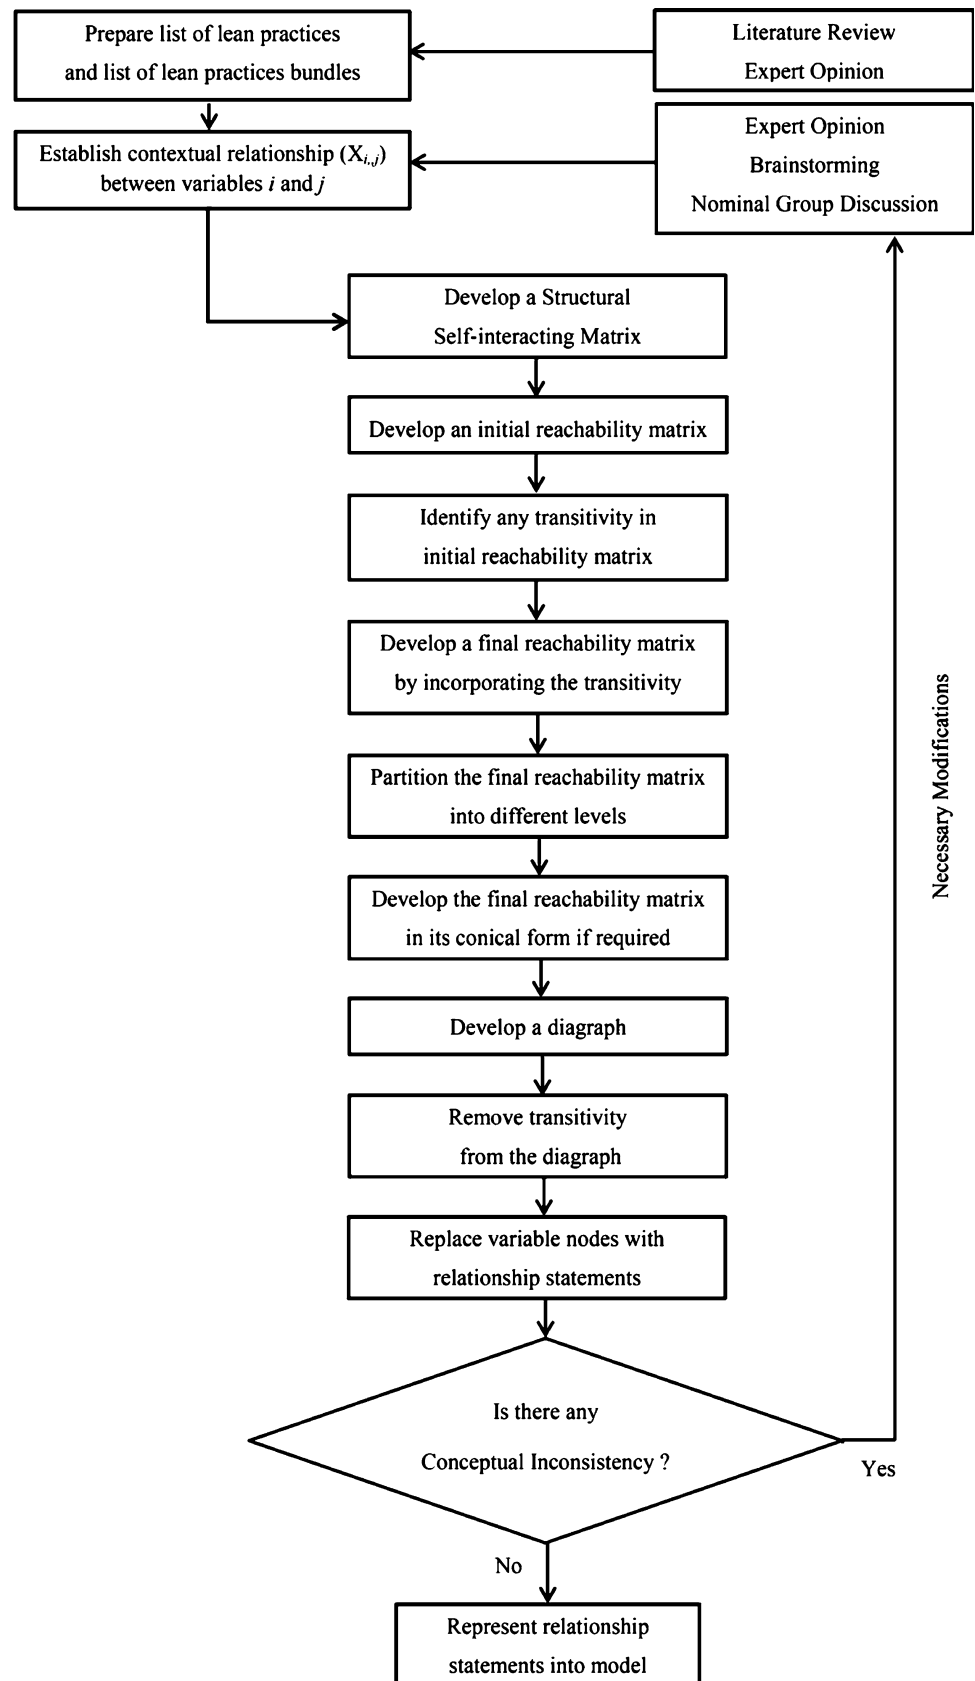 Prepare list of lean practices
and list of lean practices bundles
Literature Review
Expert Opinion
Establish contextual relationship (Xi,,j)
between variables i and j
Expert Opinion
Brainstorming
Nominal Group Discussion
Develop a Structural
Self-interacting Matrix
Develop an initial reachability matrix
Identify any transitivity in
initial reachability matrix
Develop a final reachability matrix
by incorporating the transitivity
Partition the final reachability matrix
into different levels
Develop the final reachability matrix
in its conical form if required
Develop a diagraph
Remove transitivity
from the diagraph
Replace variable nodes with
relationship statements
Is there any
Conceptual Inconsistency ?
Yes
Necessary Modifications
No
Represent relationship
statements into model